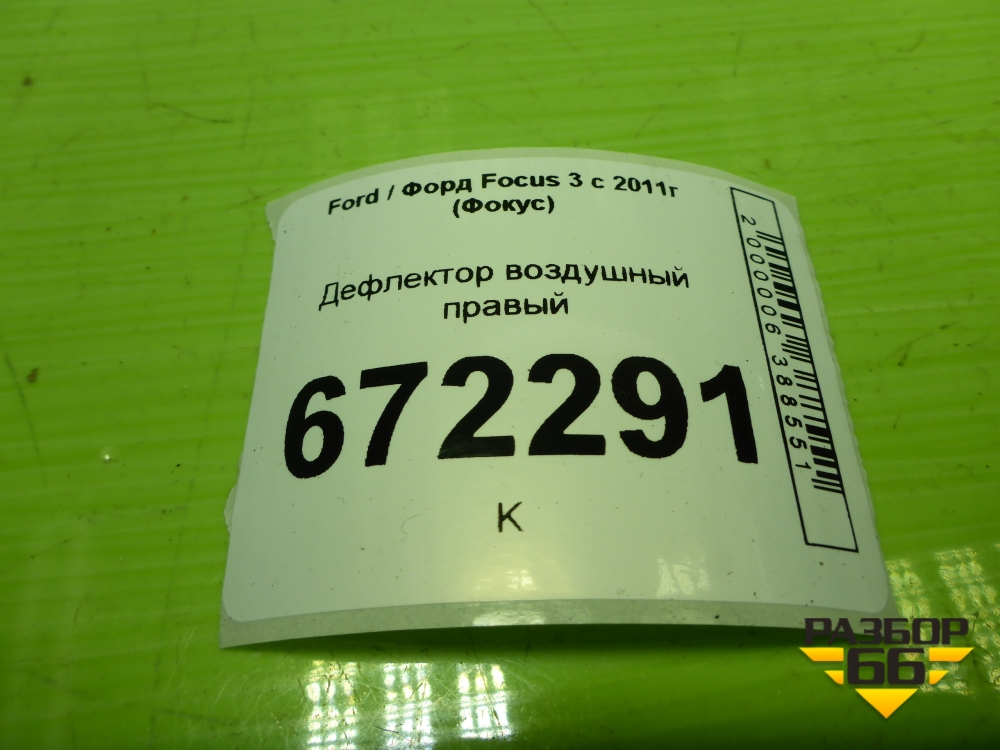 Ford / Форд Focus 3 с 2011г
(Фокус)
Дефлектор воздушный
правый
672291
К
2000006388551
РАЗБОР
66